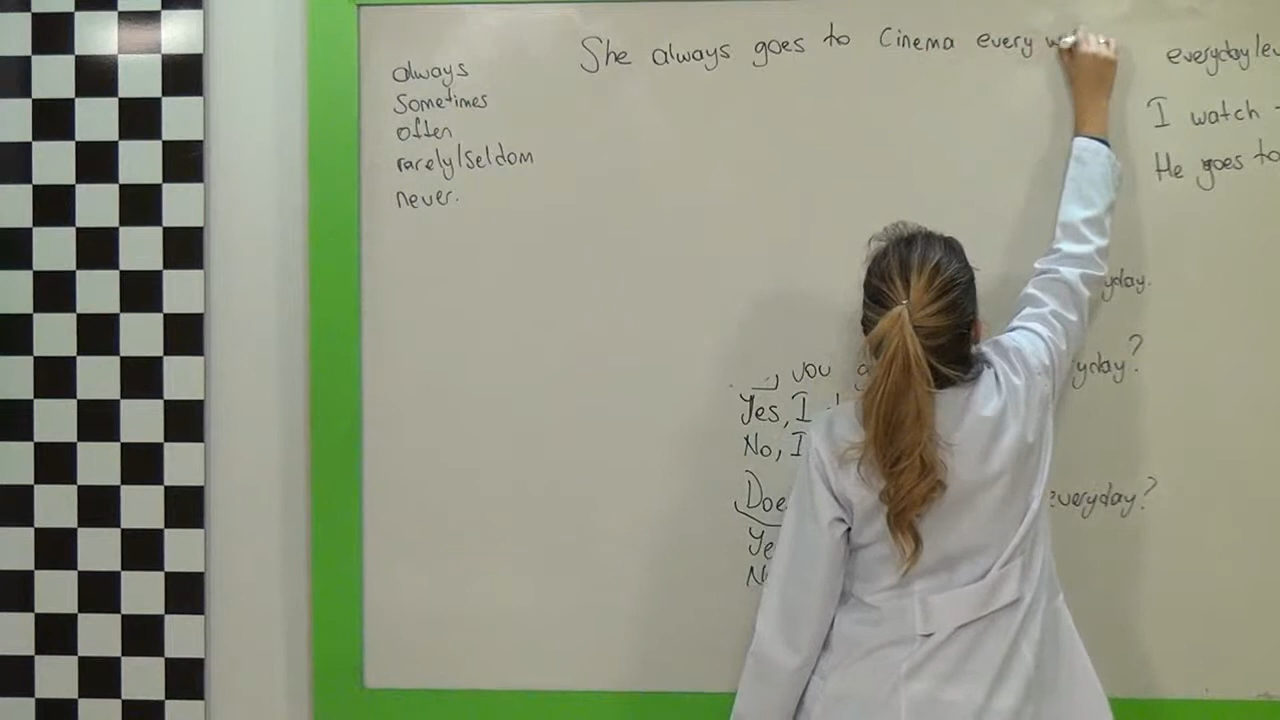 She always goes to Cinema every
always
Sometimes
often
rarely/seldom
never.
everyday/ev
I watch
He goes to
yday.
you
yday?
Yes, I
No, I
Doe everyday?
Ye
N